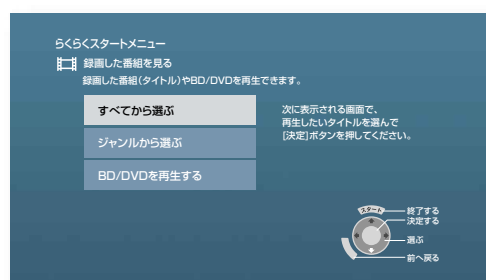 らくらくスタートメニュー
録画した番組を見る
録画した番組(タイトル)やBD/DVDを再生できます。
すべてから選ぶ
次に表示される画面で、
再生したいタイトルを選んで
[決定]ボタンを押してください。
ジャンルから選ぶ
BD/DVDを再生する
スタート
終了する
決定する
選ぶ
前へ戻る